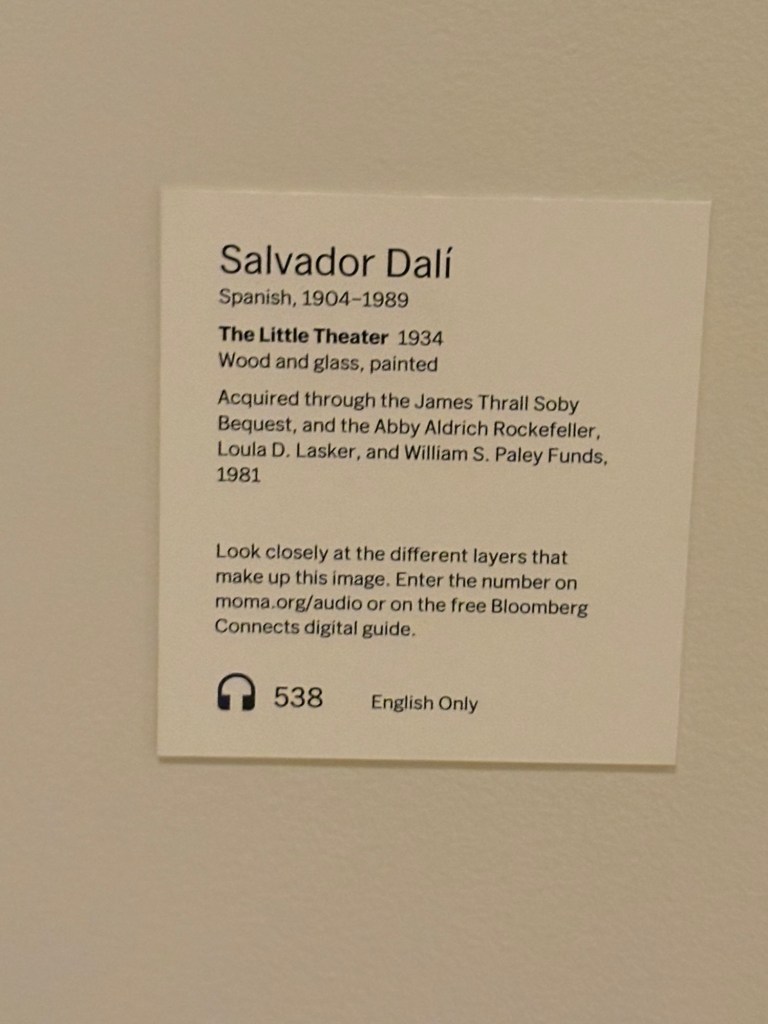 Salvador Dalí
Spanish, 1904–1989
The Little Theater 1934
Wood and glass, painted
Acquired through the James Thrall Soby
Bequest, and the Abby Aldrich Rockefeller,
Loula D. Lasker, and William S. Paley Funds,
1981
Look closely at the different layers that
make up this image. Enter the number on
moma.org/audio or on the free Bloomberg
Connects digital guide.
538 English Only